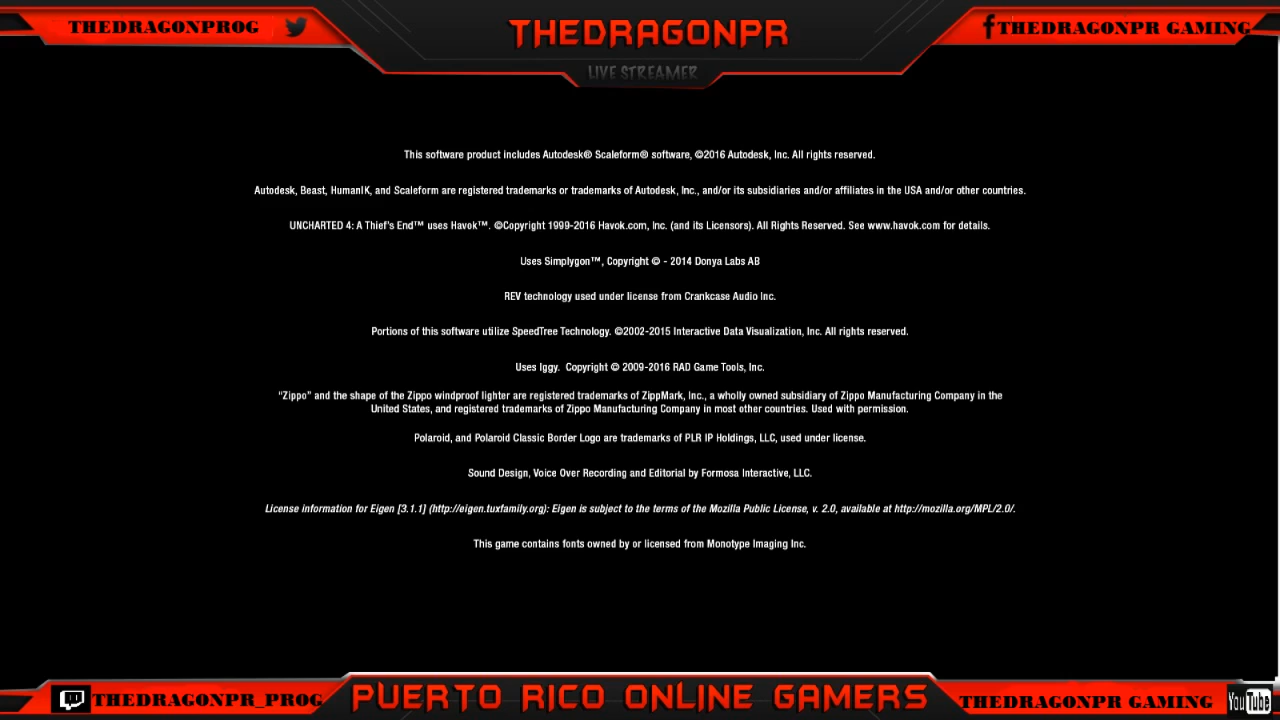 THEDRAGONPROG
THEDRAGONPR
THEDRAGONPR GAMING
LIVE STREAMER
This software product includes Autodesk® Scaleform® software, ©2016 Autodesk, Inc. All rights reserved.
Autodesk, Beast, HumanIK, and Scaleform are registered trademarks or trademarks of Autodesk, Inc., and/or its subsidiaries and/or affiliates in the USA and/or other countries.
UNCHARTED 4: A Thief's End™ uses Havok™. ©Copyright 1999-2016 Havok.com, Inc. (and its Licensors). All Rights Reserved. See www.havok.com for details.
Uses Simplygon™, Copyright © - 2014 Donya Labs AB
REV technology used under license from Crankcase Audio Inc.
Portions of this software utilize SpeedTree Technology. ©2002-2015 Interactive Data Visualization, Inc. All rights reserved.
Uses Iggy.  Copyright © 2009-2016 RAD Game Tools, Inc.
“Zippo” and the shape of the Zippo windproof lighter are registered trademarks of ZippMark, Inc., a wholly owned subsidiary of Zippo Manufacturing Company in the
United States, and registered trademarks of Zippo Manufacturing Company in most other countries. Used with permission.
Polaroid, and Polaroid Classic Border Logo are trademarks of PLR IP Holdings, LLC, used under license.
Sound Design, Voice Over Recording and Editorial by Formosa Interactive, LLC.
License information for Eigen [3.1.1] (http://eigen.tuxfamily.org): Eigen is subject to the terms of the Mozilla Public License, v. 2.0, available at http://mozilla.org/MPL/2.0/.
This game contains fonts owned by or licensed from Monotype Imaging Inc.
THEDRAGONPR_PROG
PUERTO RICO ONLINE GAMERS
THEDRAGONPR GAMING
YouTube